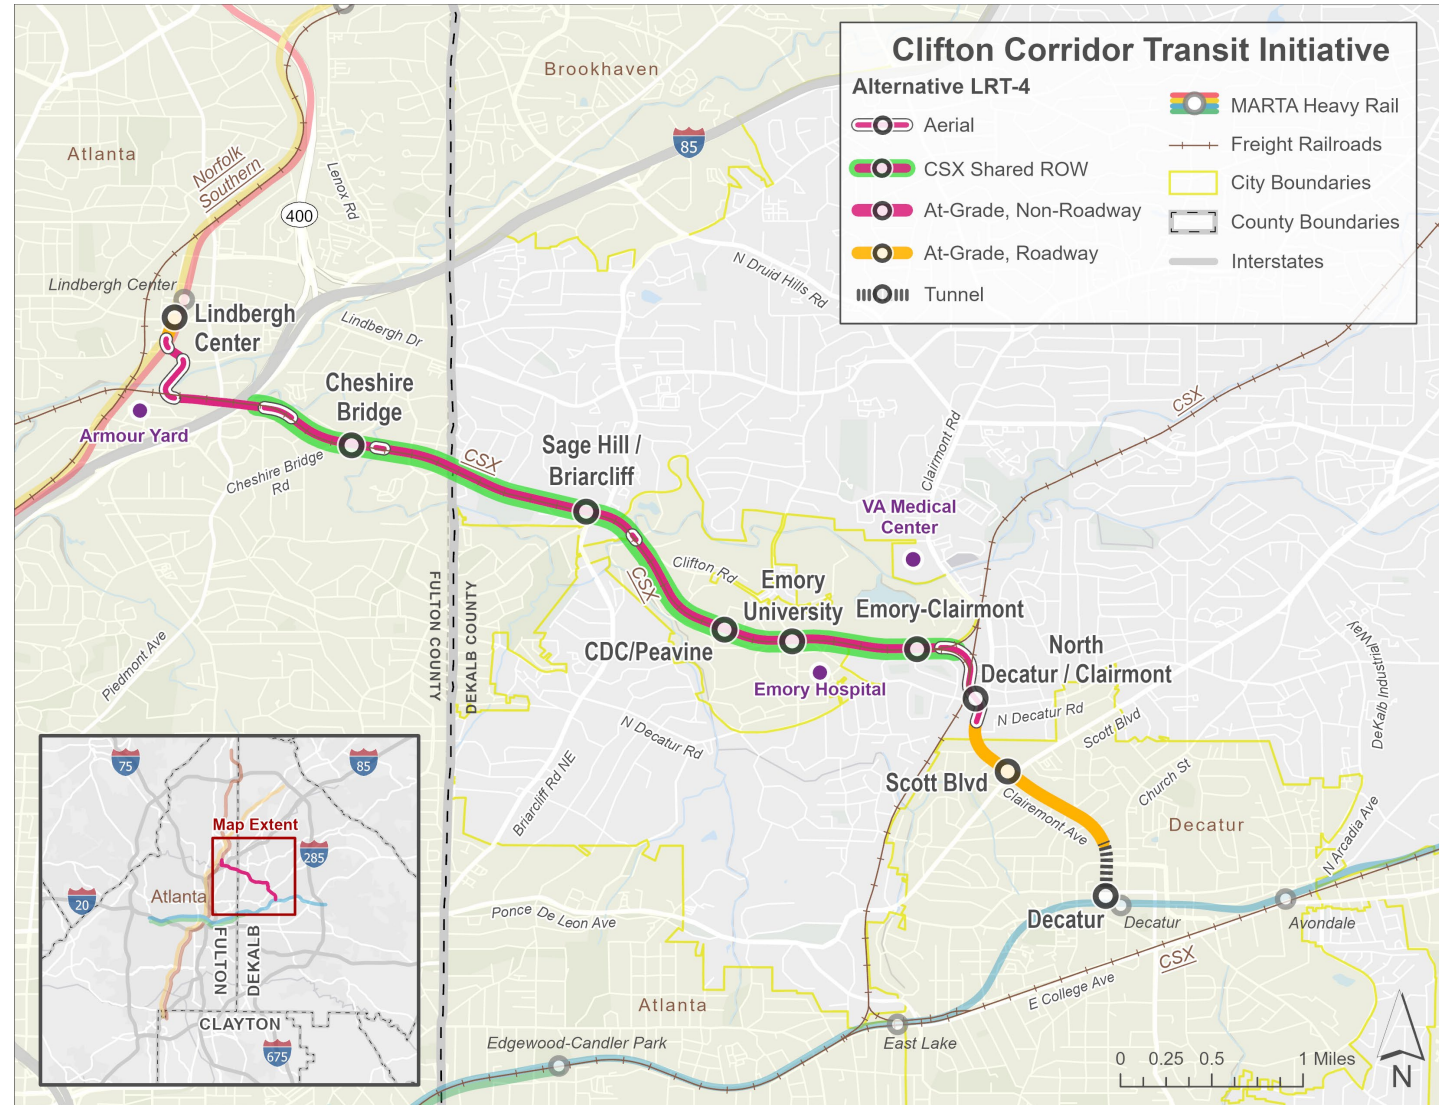 Clifton Corridor Transit Initiative
Alternative LRT-4
Aerial
CSX Shared ROW
At-Grade, Non-Roadway
At-Grade, Roadway
Tunnel
MARTA Heavy Rail
Freight Railroads
City Boundaries
County Boundaries
Interstates
Brookhaven
Atlanta
Norfolk
Southern
Lenox Rd
400
85
N Druid Hills Rd
Lindbergh Center
Lindbergh
Center
Lindbergh Dr
Cheshire
Bridge
Armour Yard
Cheshire Bridge
Rd
CSX
Sage Hill /
Briarcliff
CSX
Clairmont Rd
VA Medical
Center
Clifton Rd
CSX
Emory
University
Emory-Clairmont
CDC/Peavine
Emory Hospital
North
Decatur / Clairmont
FULTON COUNTY
DEKALB COUNTY
Piedmont Ave
DeKalb Industrial Way
N Decatur Rd
Scott Blvd
N Decatur Rd
Briarcliff Rd NE
Scott Blvd
Clairemont Ave
Church St
Decatur
N Arcadia Ave
Ponce De Leon Ave
Decatur
Decatur
Avondale
CSX
E College Ave
Atlanta
East Lake
Edgewood-Candler Park
75
85
Map Extent
285
20
Atlanta
FULTON
DEKALB
CLAYTON
675
0 0.25 0.5 1 Miles
N